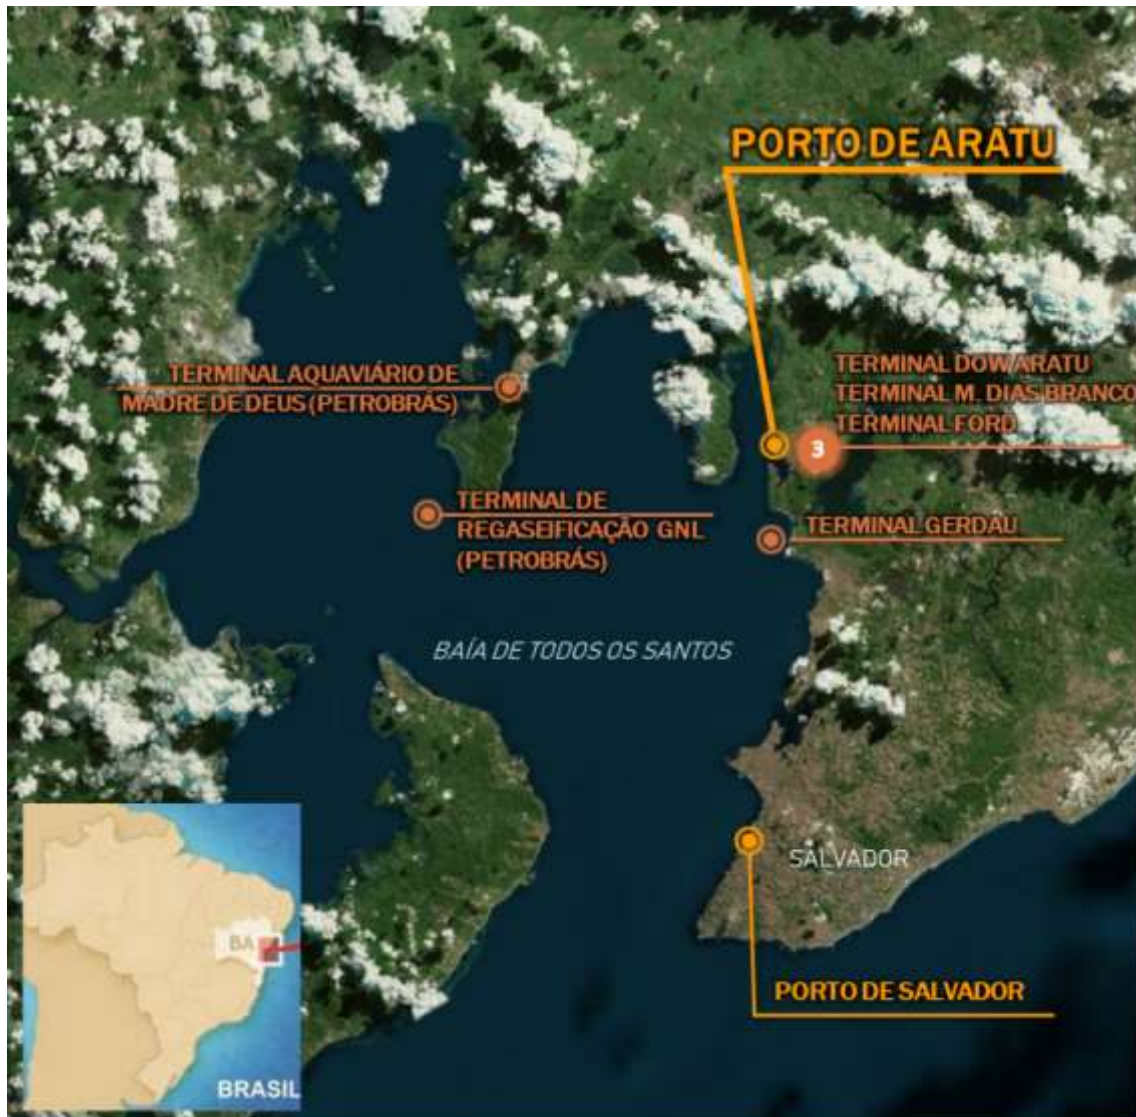 PORTO DE ARATU
TERMINAL AQUAVIÁRIO DE
MADRE DE DEUS (PETROBRÁS)
TERMINAL DOW ARATU
TERMINAL M. DIAS BRANCO
TERMINAL FORD
3
TERMINAL DE
REGASEIFICAÇÃO GNL
(PETROBRÁS)
TERMINAL GERDAU
BAÍA DE TODOS OS SANTOS
SALVADOR
PORTO DE SALVADOR
BA
BRASIL